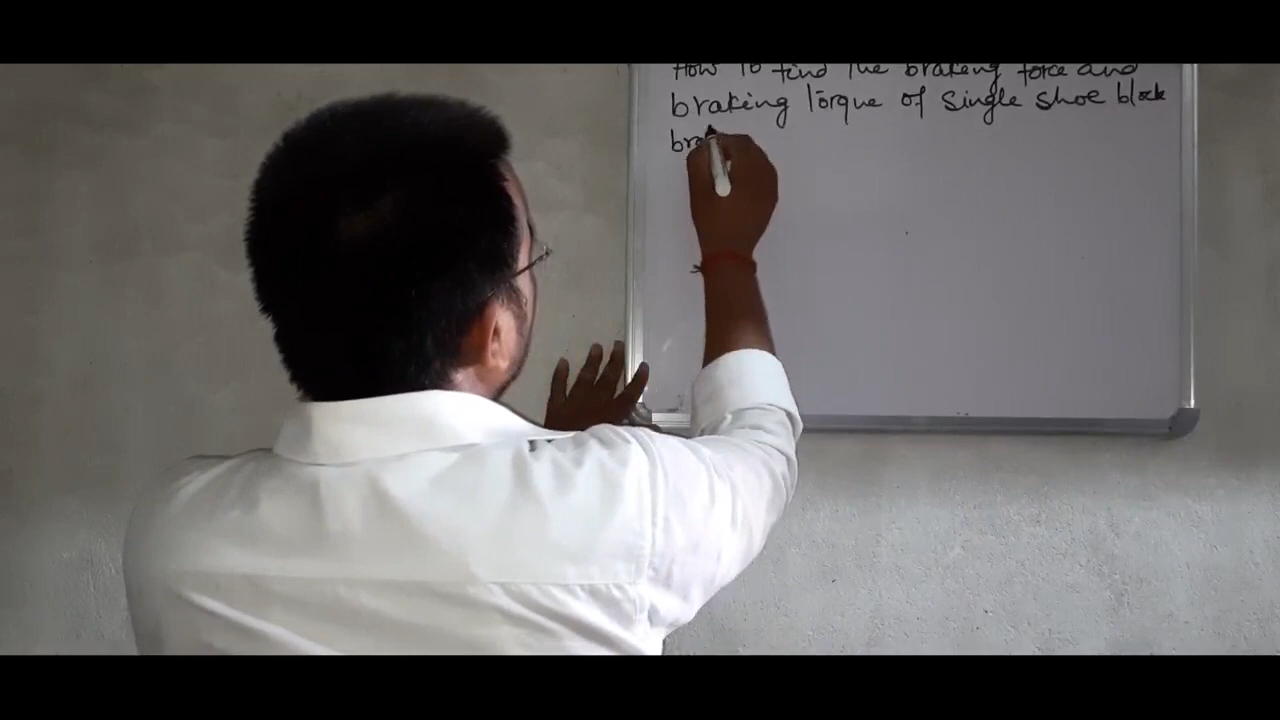 How to find the braking force and
braking torque of single shoe block
bra